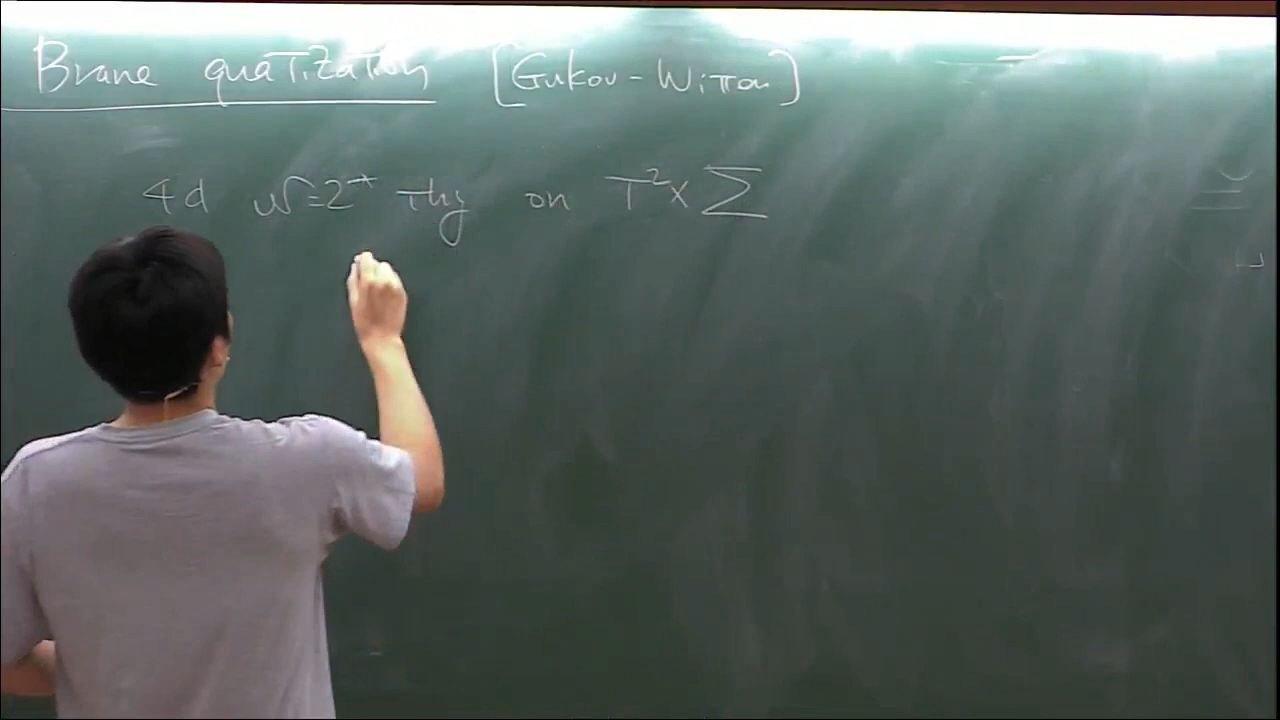 Brane quatization [Gukov-Witten]
4d N=2* Thy on T²×Σ